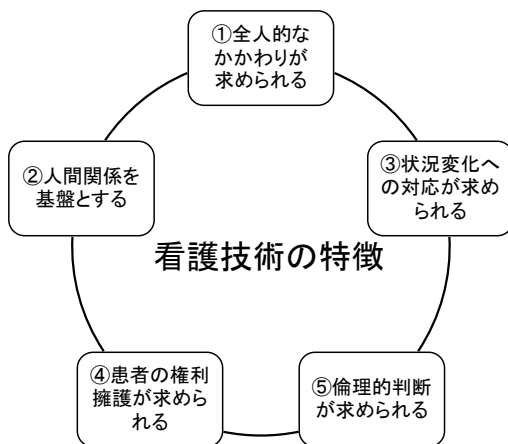 ①全人的な
かかわりが
求められる
②人間関係を
基盤とする
③状況変化へ
の対応が求め
られる
看護技術の特徴
④患者の権利
擁護が求めら
れる
⑤倫理的判断
が求められる